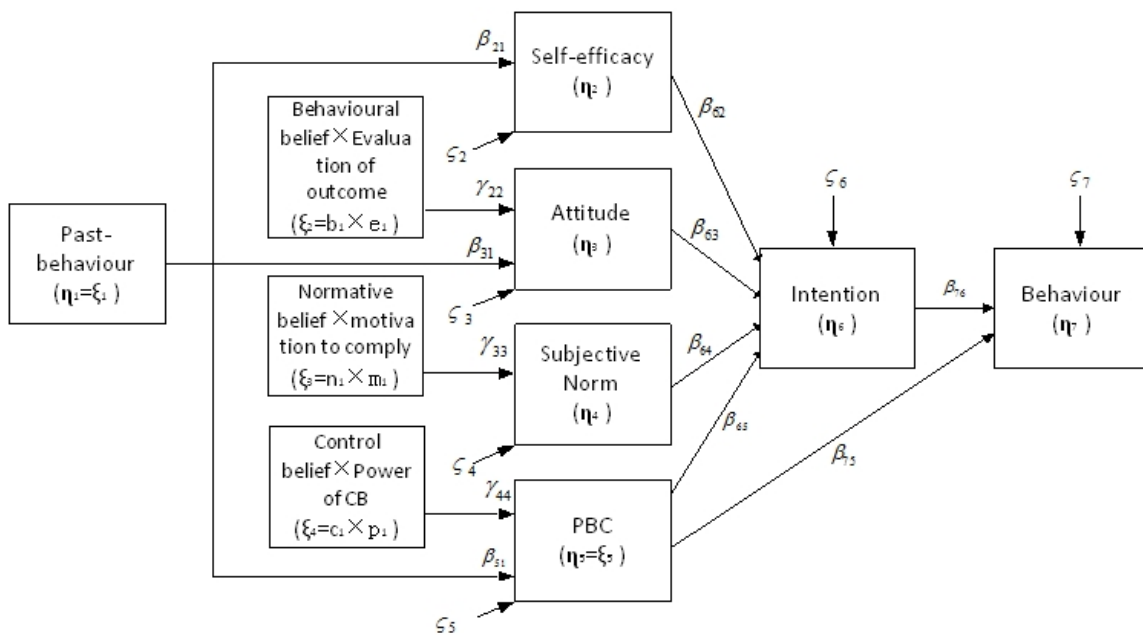 β21
Self-efficacy
(η2 )
ς2
β62
Behavioural
belief×Evalua
tion of
outcome
(ξ2=b1×e1)
γ22
Attitude
(η3 )
β31
ς3
β63
Past-
behaviour
(η1=ξ1)
ς6
ς7
Intention
(η6 )
β76
Behaviour
(η7 )
Normative
belief×motiva
tion to comply
(ξ3=n1×m1)
γ33
Subjective
Norm
(η4 )
ς4
β64
β65
β75
Control
belief×Power
of CB
(ξ4=c1×p1)
γ44
PBC
(η5=ξ5)
β51
ς5